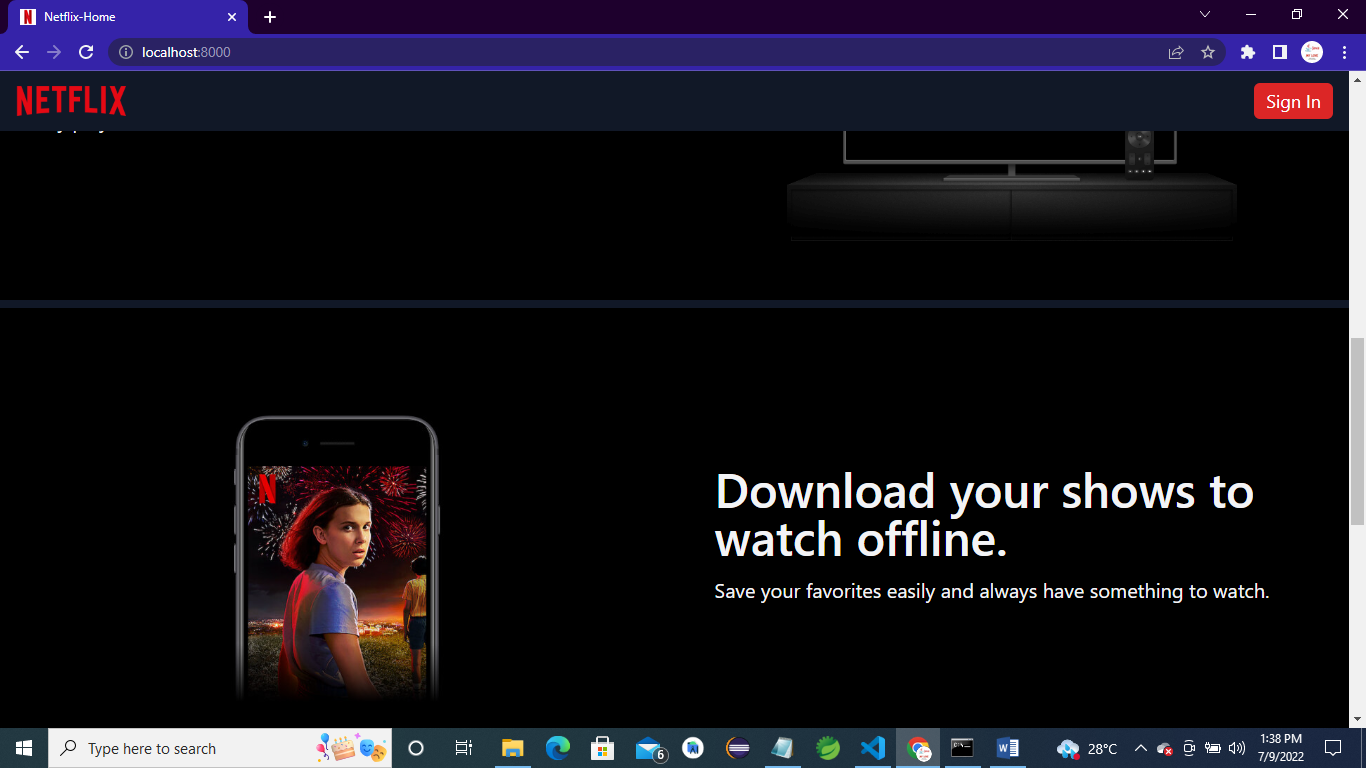 Netflix-Home
localhost:8000
NETFLIX
Sign In
N
Download your shows to
watch offline.
Save your favorites easily and always have something to watch.
Type here to search
6
28°C
1:38 PM
7/9/2022